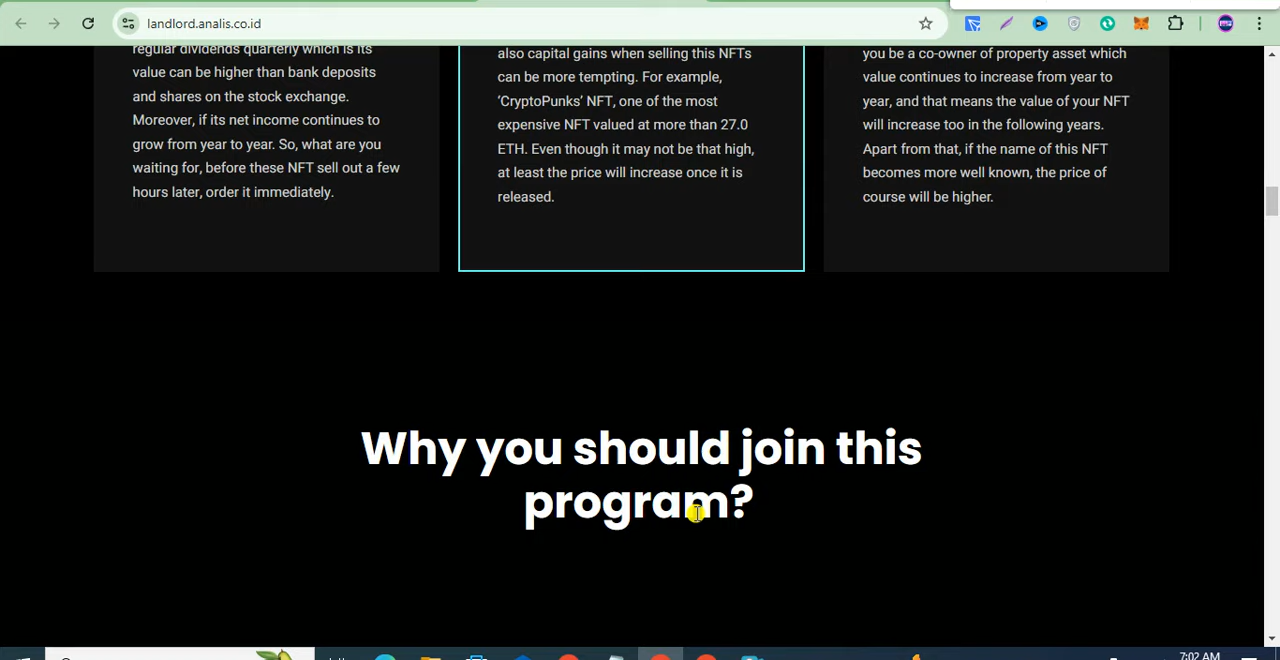 landlord.analis.co.id
regular dividends quarterly which is its
value can be higher than bank deposits
and shares on the stock exchange.
Moreover, if its net income continues to
grow from year to year. So, what are you
waiting for, before these NFT sell out a few
hours later, order it immediately.
also capital gains when selling this NFTs
can be more tempting. For example,
‘CryptoPunks’ NFT, one of the most
expensive NFT valued at more than 27.0
ETH. Even though it may not be that high,
at least the price will increase once it is
released.
you be a co-owner of property asset which
value continues to increase from year to
year, and that means the value of your NFT
will increase too in the following years.
Apart from that, if the name of this NFT
becomes more well known, the price of
course will be higher.
Why you should join this
program?
7:02 AM